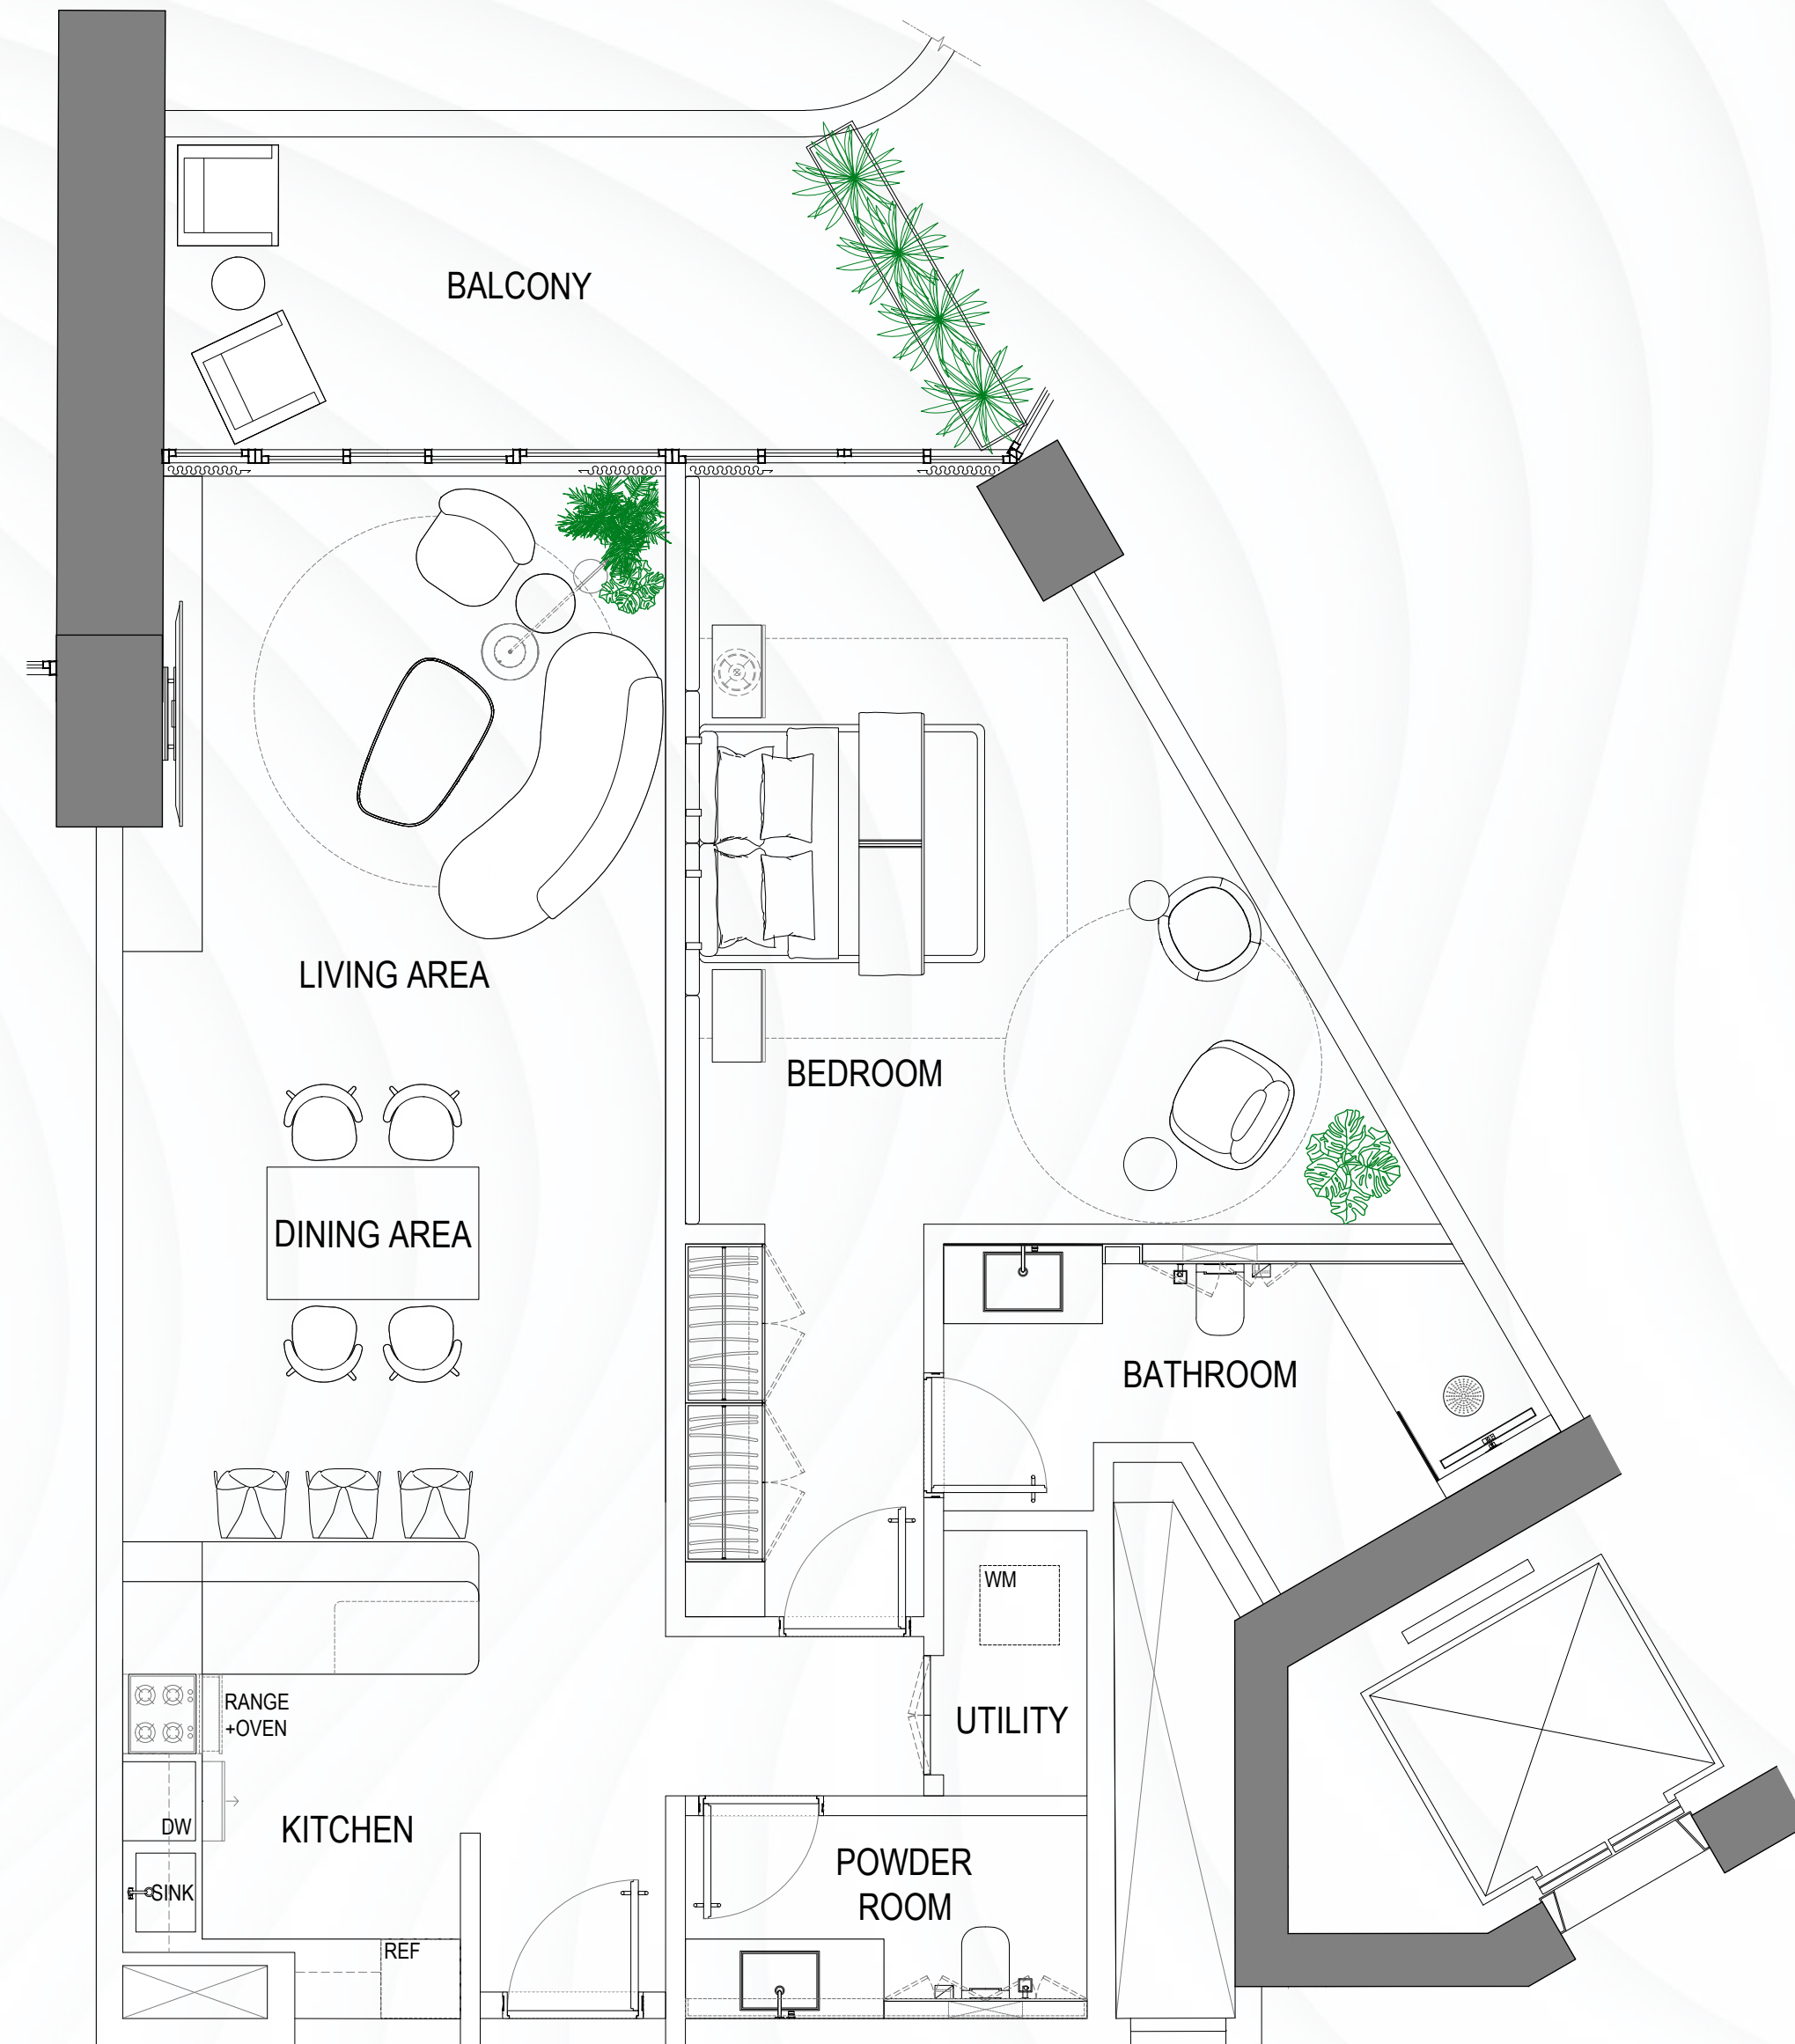 BALCONY
LIVING AREA
BEDROOM
DINING AREA
BATHROOM
WM
RANGE
+OVEN
UTILITY
DW
KITCHEN
POWDER
ROOM
SINK
REF